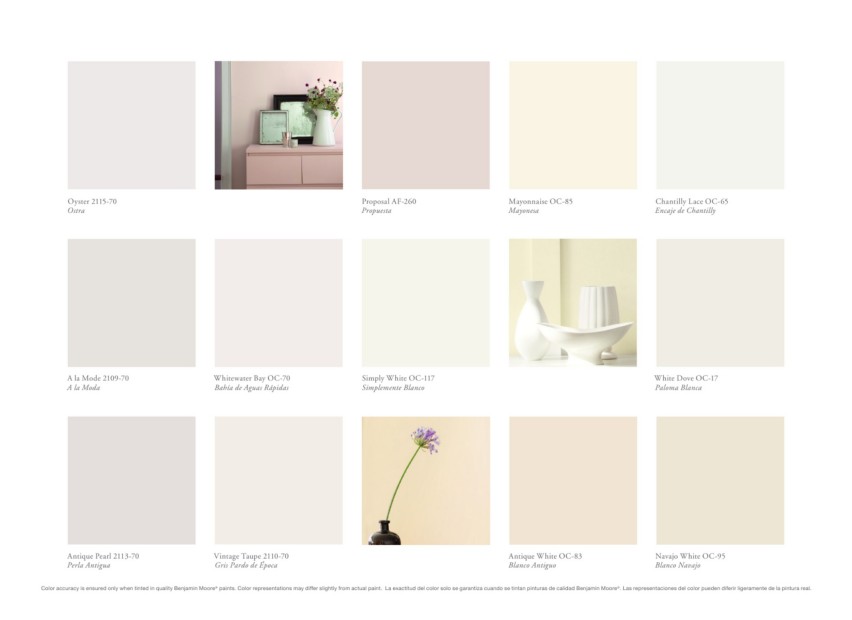 Oyster 2115-70
Ostra
Proposal AF-260
Propuesta
Mayonnaise OC-85
Mayonesa
Chantilly Lace OC-65
Encaje de Chantilly
A la Mode 2109-70
A la Moda
Whitewater Bay OC-70
Bahía de Aguas Rápidas
Simply White OC-117
Simplemente Blanco
White Dove OC-17
Paloma Blanca
Antique Pearl 2113-70
Perla Antigua
Vintage Taupe 2110-70
Gris Pardo de Época
Antique White OC-83
Blanco Antiguo
Navajo White OC-95
Blanco Navajo
Color accuracy is ensured only when tinted in quality Benjamin Moore® paints. Color representations may differ slightly from actual paint. La exactitud del color solo se garantiza cuando se tintan pinturas de calidad Benjamin Moore®. Las representaciones del color pueden diferir ligeramente de la pintura real.